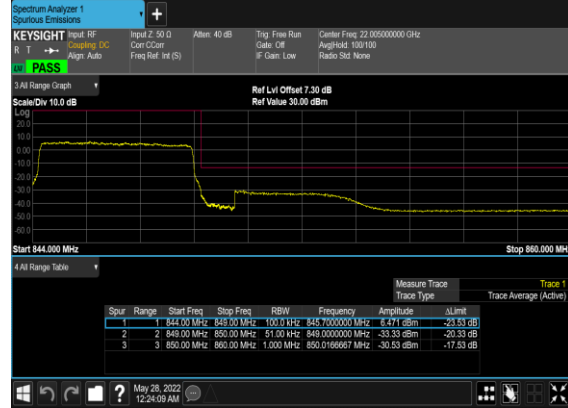 Spectrum Analyzer 1
Spurious Emissions
KEYSIGHT Input: RF Input Z: 50 Ω Atten: 40 dB Trig: Free Run Center Freq: 22.005000000 GHz
R T Coupling: DC Corr CCorr Gate: Off Avg|Hold: 100/100
Align: Auto Freq Ref: Int (S) IF Gain: Low Radio Std: None
PASS
3 All Range Graph Ref Lvl Offset 7.30 dB
Scale/Div 10.0 dB Ref Value 30.00 dBm
Log
20.0
10.0
0.00
-10.0
-20.0
-30.0
-40.0
-50.0
-60.0
Start 844.000 MHz Stop 860.000 MH
4 All Range Table
Measure Trace Trace 1
Trace Type Trace Average (Active)
Spur Range Start Freq Stop Freq RBW Frequency Amplitude ΔLimit
1 1 844.00 MHz 849.00 MHz 100.0 kHz 845.7000000 MHz 6.471 dBm -23.53 dB
2 2 849.00 MHz 850.00 MHz 51.00 kHz 849.0000000 MHz -33.33 dBm -20.33 dB
3 3 850.00 MHz 860.00 MHz 1.000 MHz 850.0166667 MHz -30.53 dBm -17.53 dB
May 28, 2022
12:24:09 AM